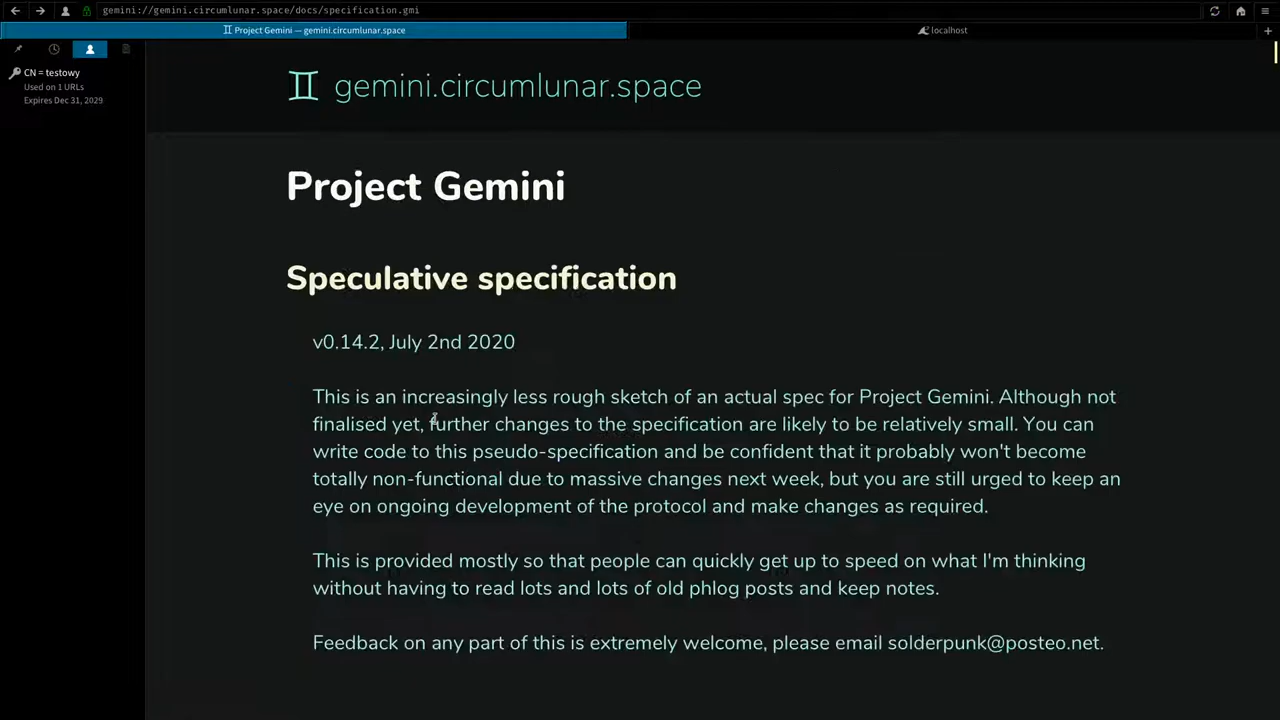 gemini://gemini.circumlunar.space/docs/specification.gmi
♊ Project Gemini — gemini.circumlunar.space
localhost
CN = testowy
Used on 1 URLs
Expires Dec 31, 2029
♊ gemini.circumlunar.space
Project Gemini
Speculative specification
v0.14.2, July 2nd 2020
This is an increasingly less rough sketch of an actual spec for Project Gemini. Although not
finalised yet, further changes to the specification are likely to be relatively small. You can
write code to this pseudo-specification and be confident that it probably won't become
totally non-functional due to massive changes next week, but you are still urged to keep an
eye on ongoing development of the protocol and make changes as required.
This is provided mostly so that people can quickly get up to speed on what I'm thinking
without having to read lots and lots of old phlog posts and keep notes.
Feedback on any part of this is extremely welcome, please email solderpunk@posteo.net.